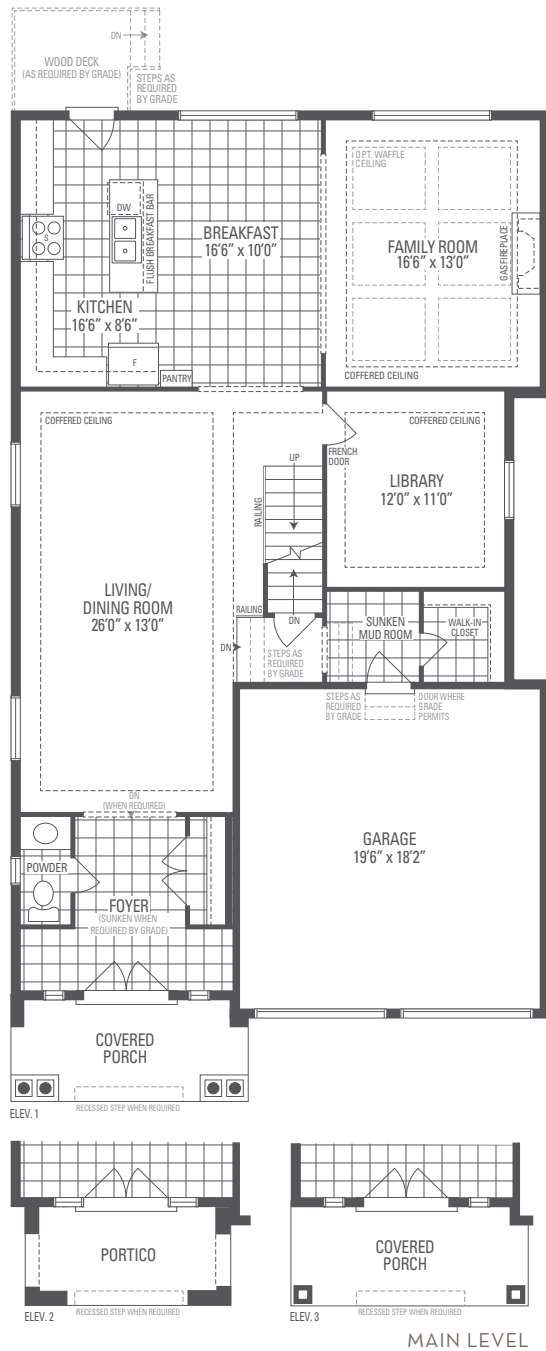 DN
WOOD DECK
(AS REQUIRED BY GRADE)
STEPS AS
REQUIRED
BY GRADE
OPT. WAFFLE
CEILING
DW
S
FLUSH BREAKFAST BAR
BREAKFAST
16'6" x 10'0"
FAMILY ROOM
16'6" x 13'0"
GAS FIREPLACE
KITCHEN
16'6" x 8'6"
F
PANTRY
COFFERED CEILING
COFFERED CEILING
COFFERED CEILING
FRENCH
DOOR
UP
RAILING
LIBRARY
12'0" x 11'0"
LIVING/
DINING ROOM
26'0" x 13'0"
RAILING
DN
SUNKEN
MUD ROOM
WALK-IN
CLOSET
DN
STEPS AS
REQUIRED
BY GRADE
STEPS AS
REQUIRED
BY GRADE
DOOR WHERE
GRADE
PERMITS
DN
(WHEN REQUIRED)
GARAGE
19'6" x 18'2"
POWDER
FOYER
(SUNKEN WHEN
REQUIRED BY GRADE)
COVERED
PORCH
ELEV. 1
RECESSED STEP WHEN REQUIRED
PORTICO
COVERED
PORCH
ELEV. 2
RECESSED STEP WHEN REQUIRED
ELEV. 3
RECESSED STEP WHEN REQUIRED
MAIN LEVEL